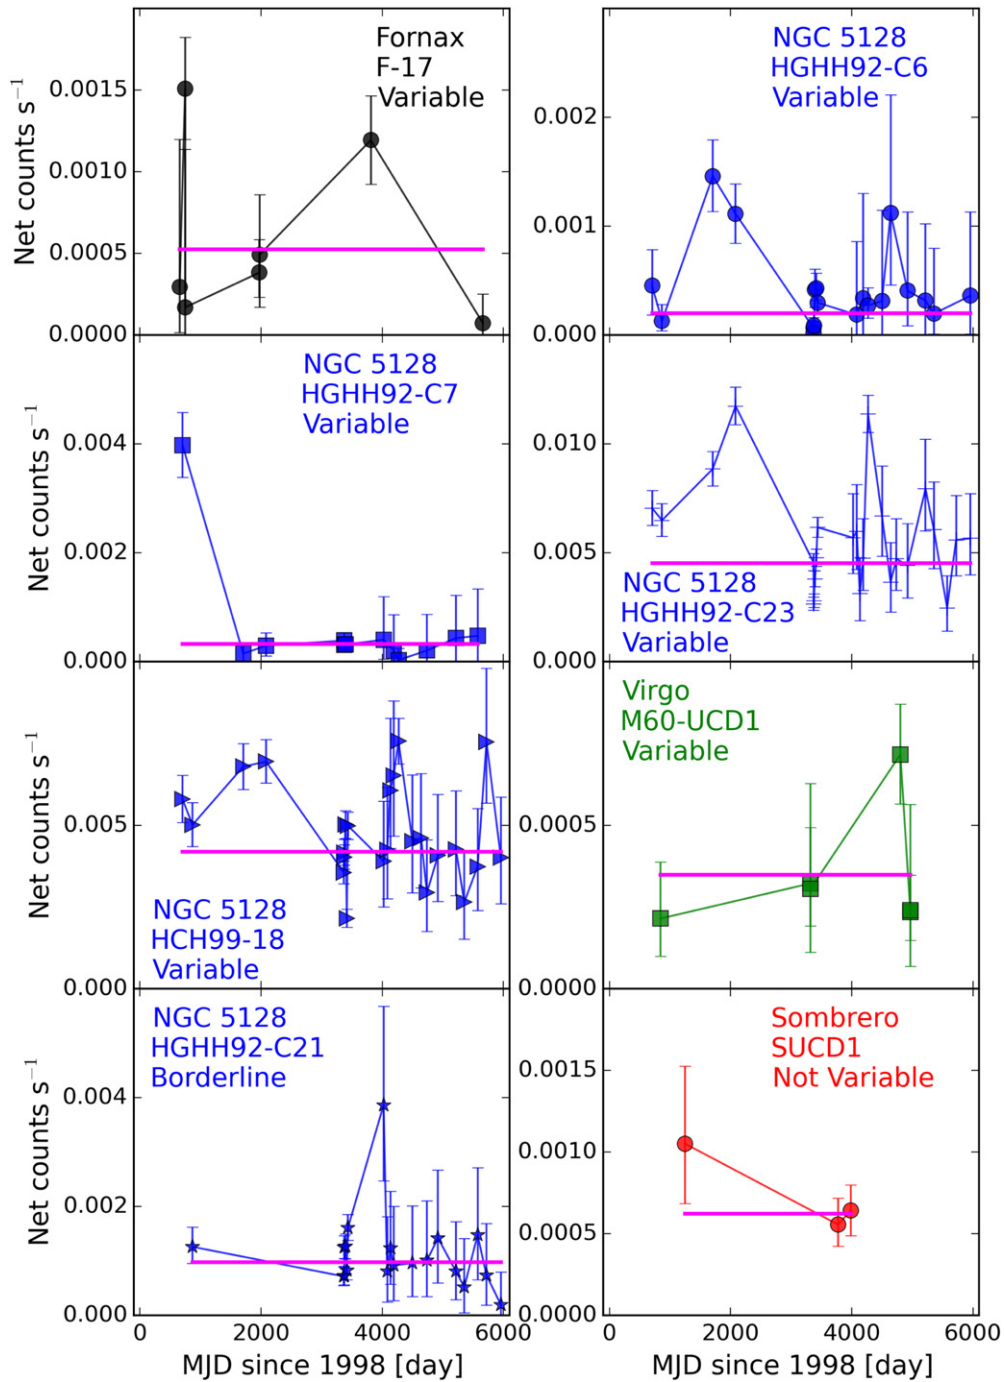 Net counts s⁻¹
0.0015
0.0010
0.0005
0.0000
Fornax
F-17
Variable
0.002
0.001
0.000
NGC 5128
HGHH92-C6
Variable
Net counts s⁻¹
0.004
0.002
0.000
NGC 5128
HGHH92-C7
Variable
0.010
0.005
0.000
NGC 5128
HGHH92-C23
Variable
Net counts s⁻¹
0.005
0.000
NGC 5128
HCH99-18
Variable
0.0005
0.0000
Virgo
M60-UCD1
Variable
Net counts s⁻¹
0.004
0.002
0.000
NGC 5128
HGHH92-C21
Borderline
0.0015
0.0010
0.0005
0.0000
Sombrero
SUCD1
Not Variable
0 2000 4000 6000
0 2000 4000 6000
MJD since 1998 [day]
MJD since 1998 [day]